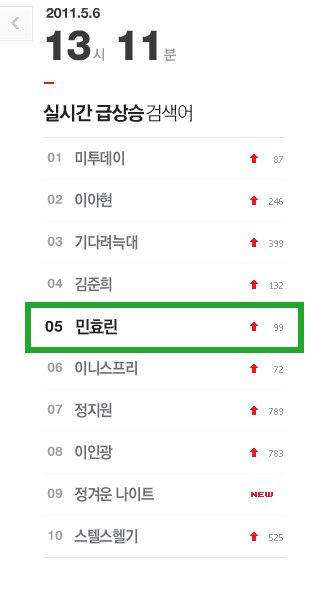 2011.5.6
13시 11분
실시간 급상승 검색어
01 미투데이 87
02 이아현 246
03 기다려늑대 399
04 김준희 132
05 민효린 99
06 이니스프리 72
07 정지원 789
08 이인광 783
09 정겨운 나이트 NEW
10 스텔스헬기 525